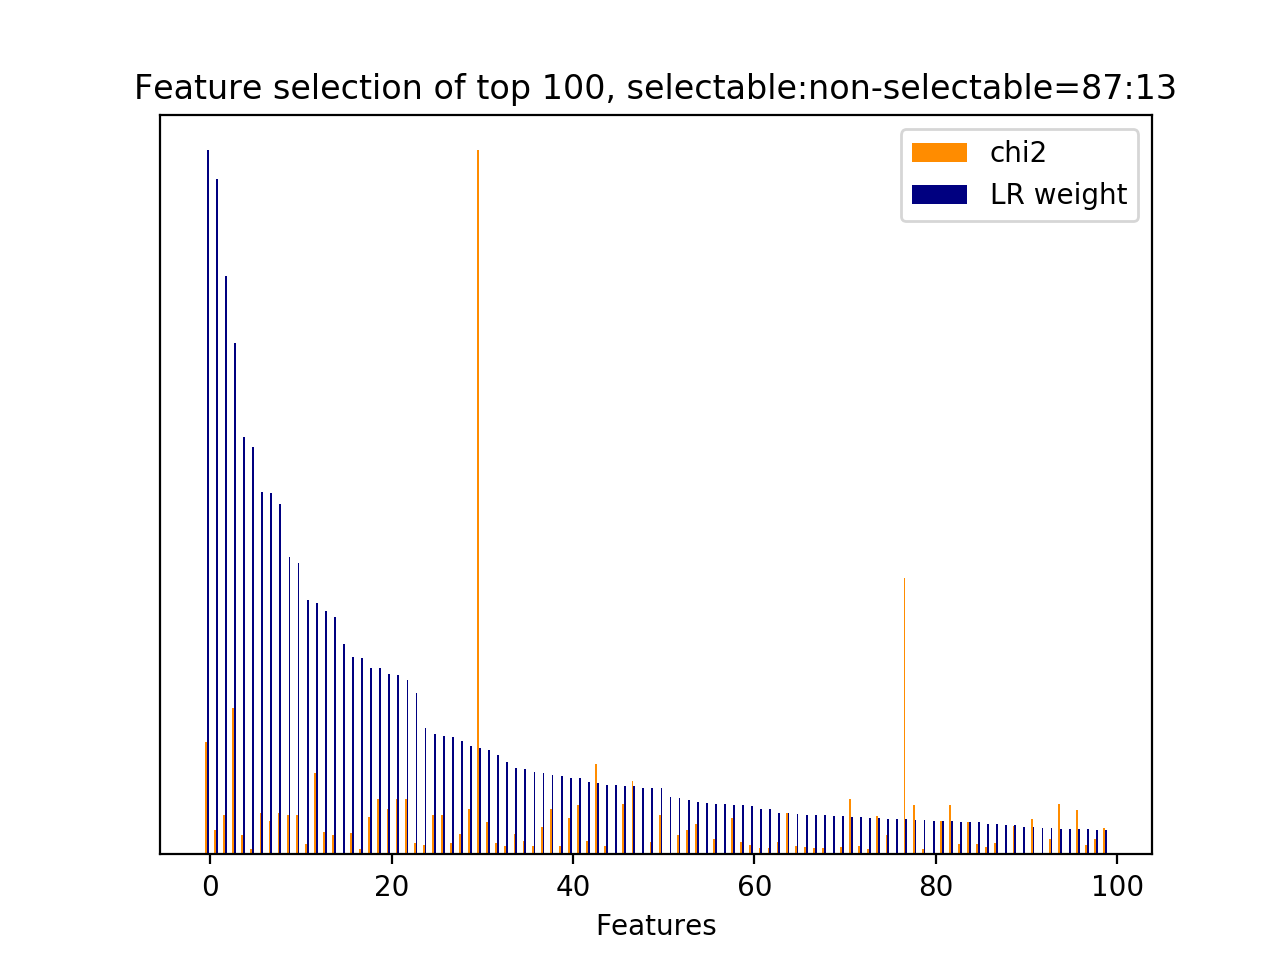 Feature selection of top 100, selectable:non-selectable=87:13
chi2
LR weight
0 20 40 60 80 100
Features